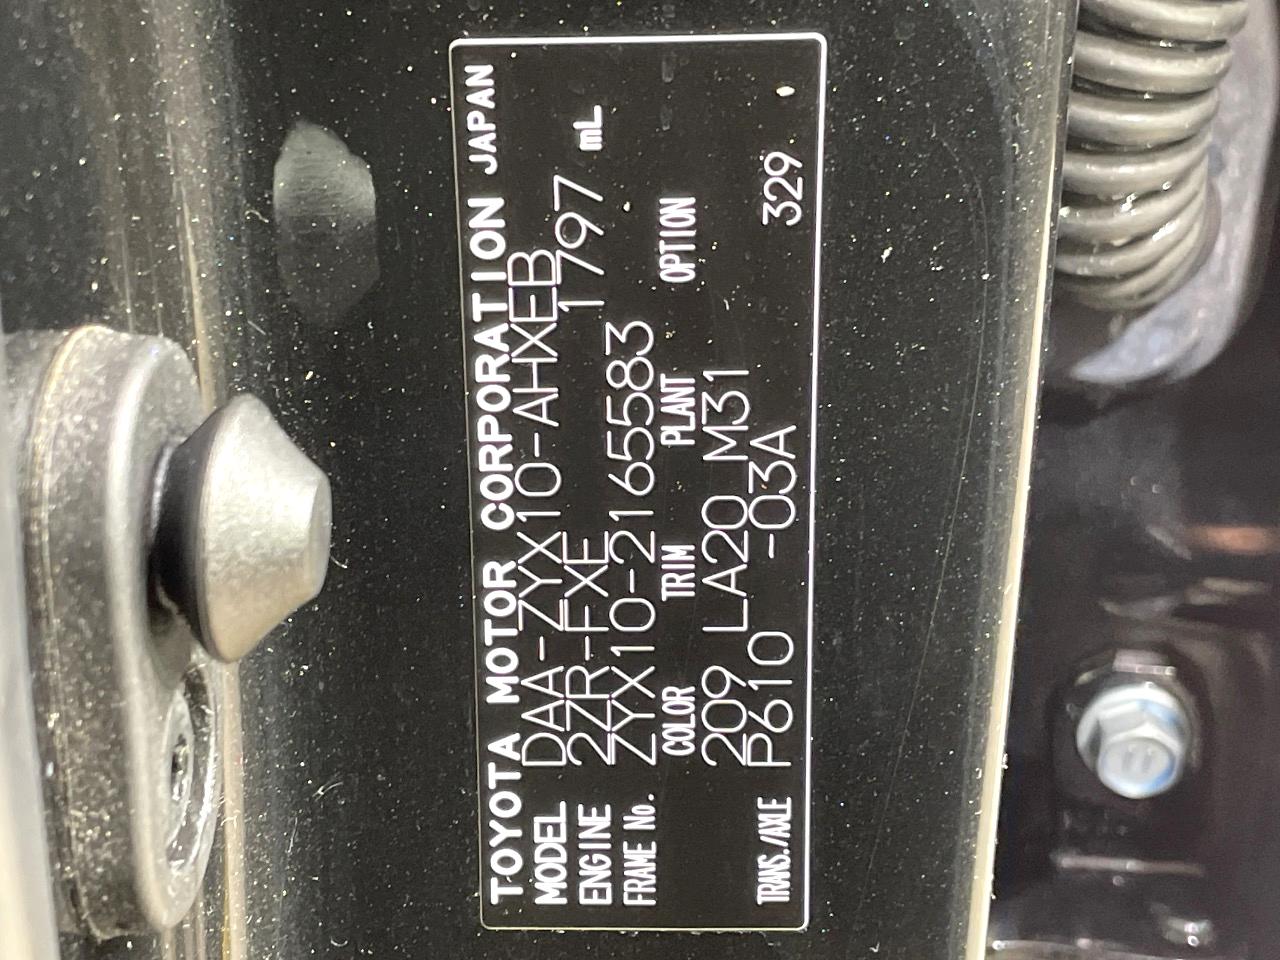 TOYOTA MOTOR CORPORATION JAPAN
MODEL DAA-ZYX10-AHXEB
ENGINE 2ZR-FXE 1797 mL
FRAME No. ZYX10-2165583
COLOR TRIM PLANT OPTION
209 LA20 M31
TRANS./AXLE P610 -03A 329